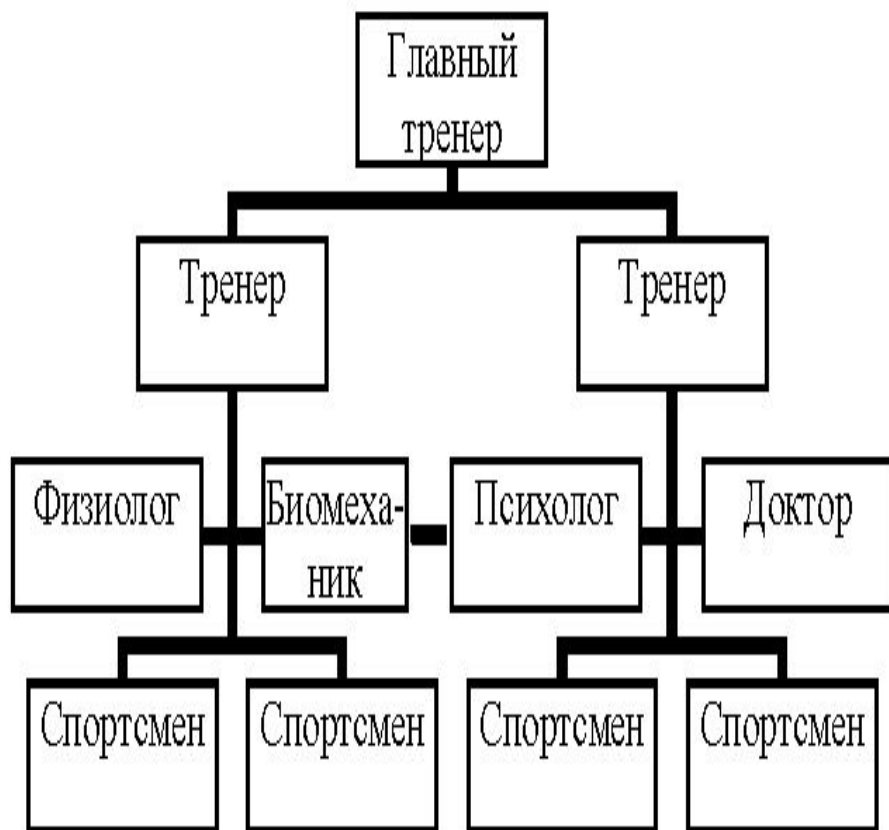 Главный
тренер
Тренер
Тренер
Физиолог
Биомеха-
ник
Психолог
Доктор
Спортсмен
Спортсмен
Спортсмен
Спортсмен